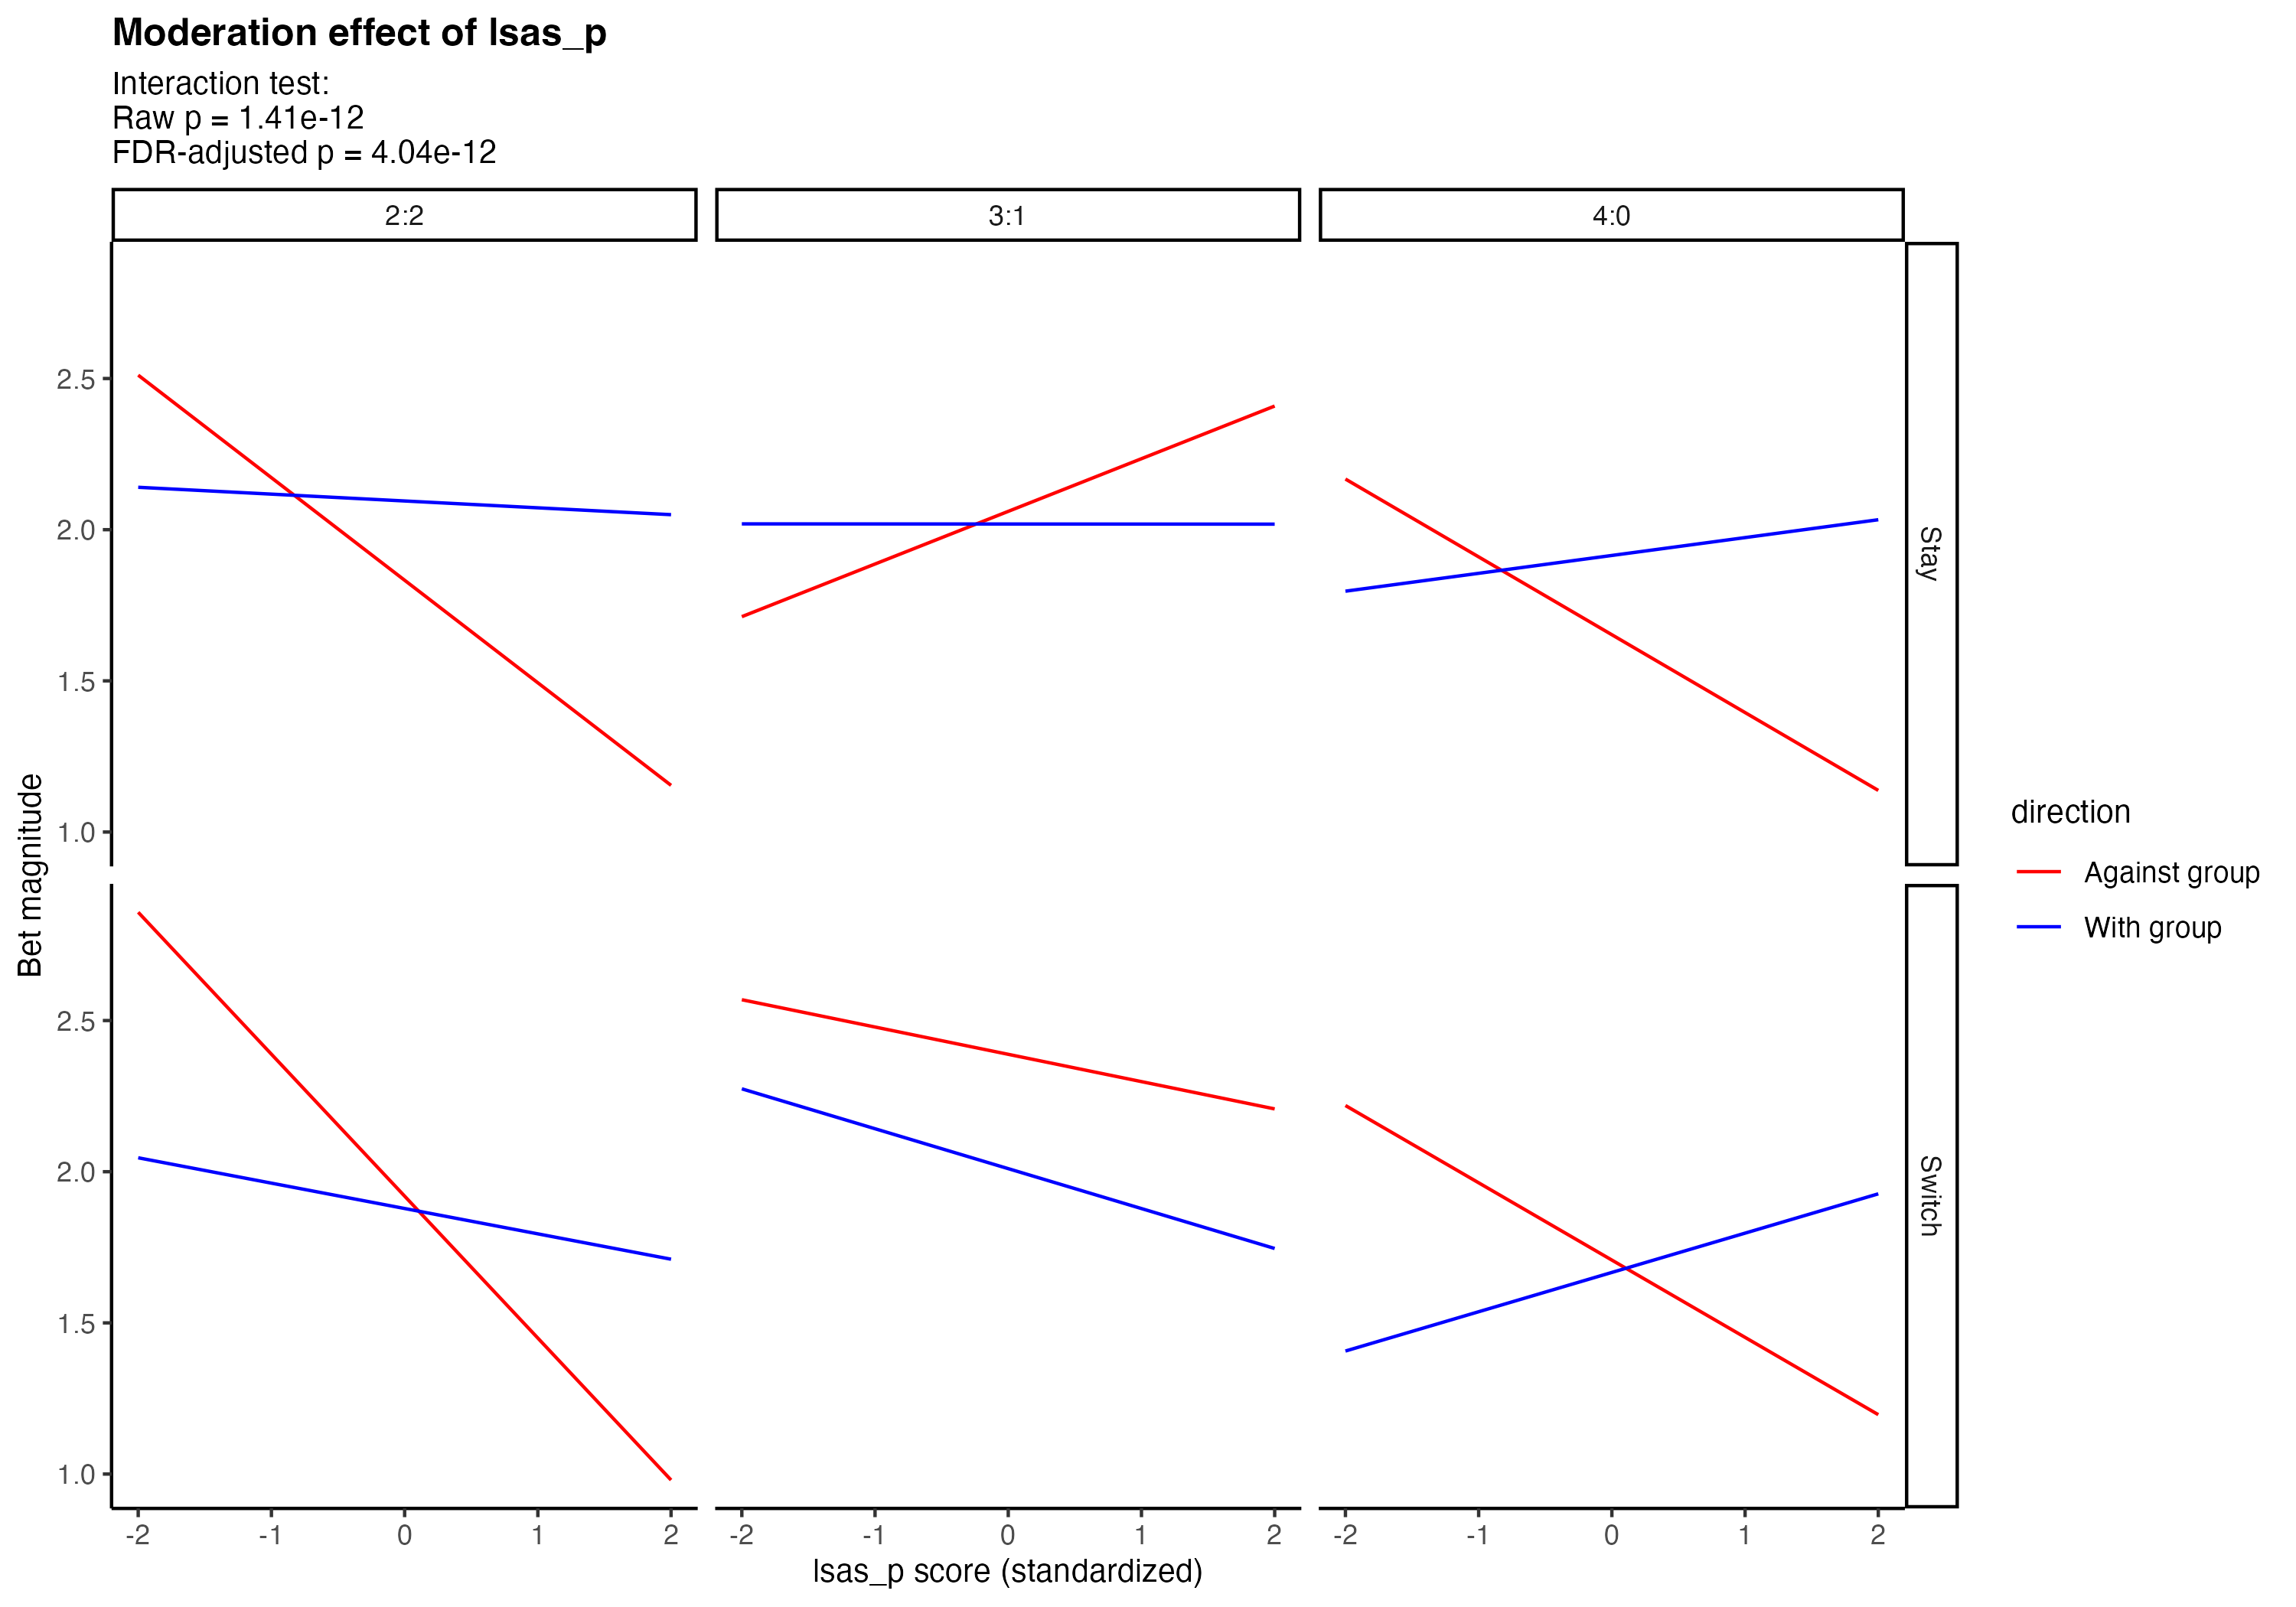 Moderation effect of lsas_p
Interaction test:
Raw p = 1.41e-12
FDR-adjusted p = 4.04e-12
2:2
3:1
4:0
2.5
2.0
1.5
1.0
Stay
2.5
2.0
1.5
1.0
Switch
Bet magnitude
-2 -1 0 1 2
-2 -1 0 1 2
-2 -1 0 1 2
lsas_p score (standardized)
direction
Against group
With group